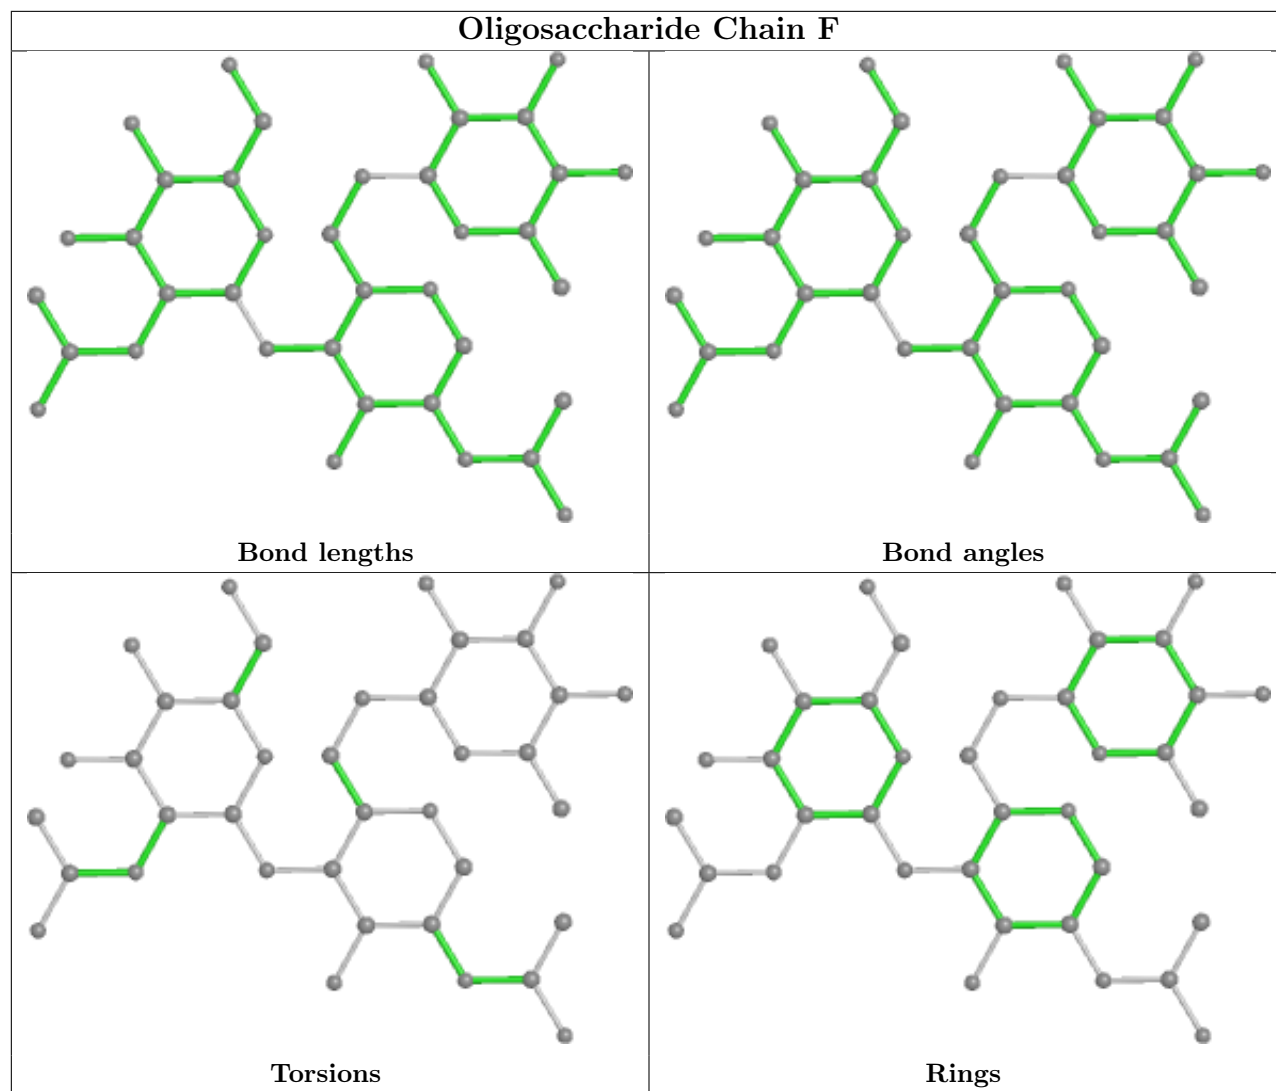 Oligosaccharide Chain F
Bond lengths
Bond angles
Torsions
Rings